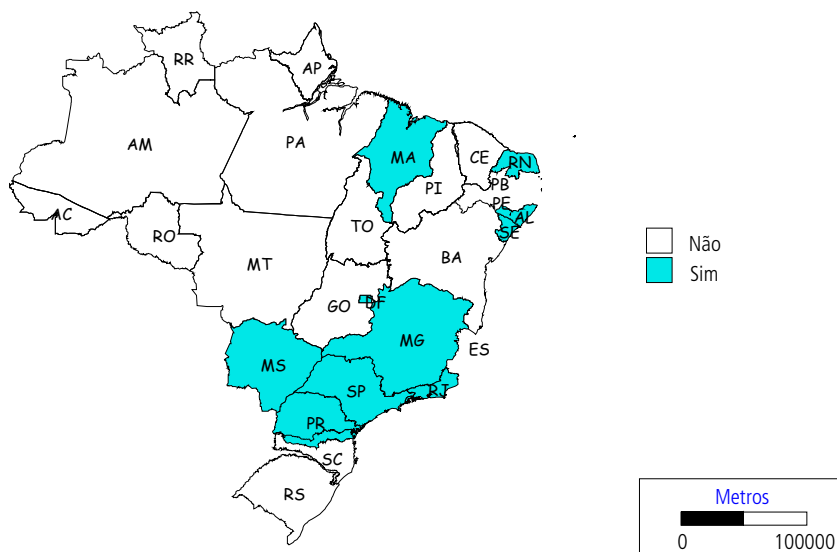 RR
AP
AM
PA
MA
CE
RN
PB
PI
PE
AL
SE
AC
TO
RO
BA
MT
GO
DF
MG
ES
MS
SP
RJ
PR
SC
RS
Não
Sim
Metros
0 100000